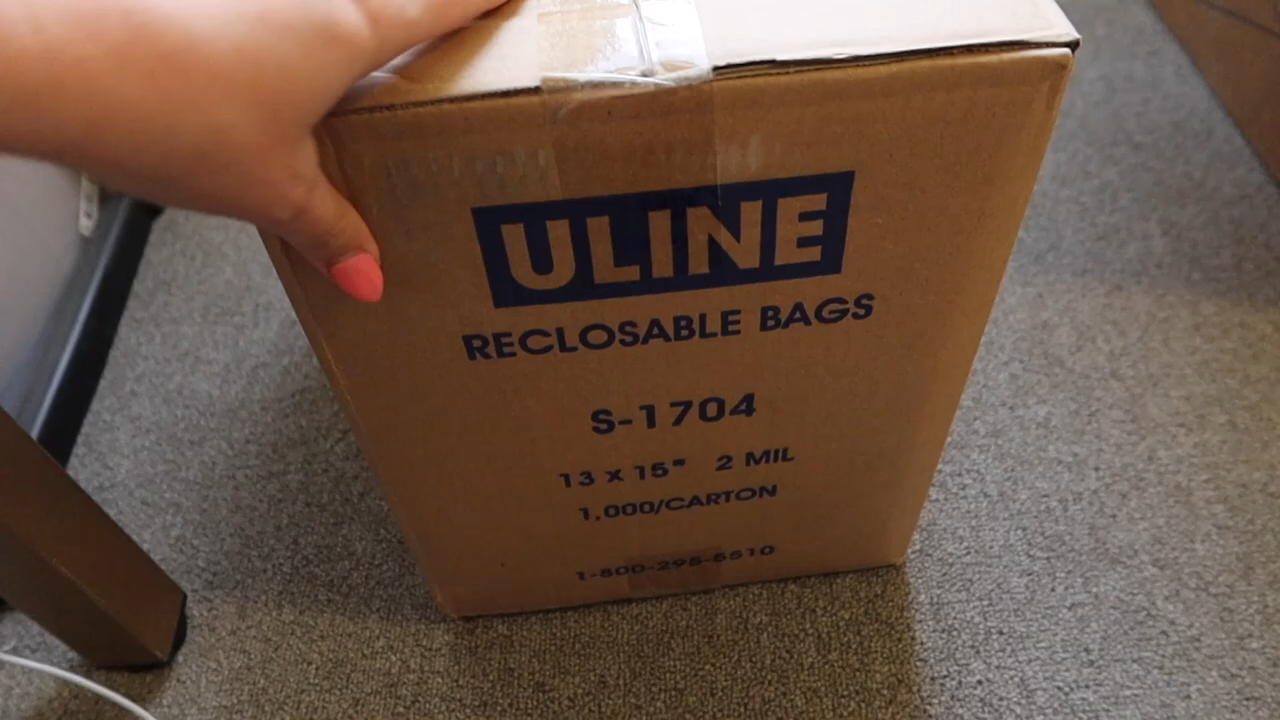 ULINE
RECLOSABLE BAGS
S-1704
13 x 15" 2 MIL
1,000/CARTON
1-800-295-5510